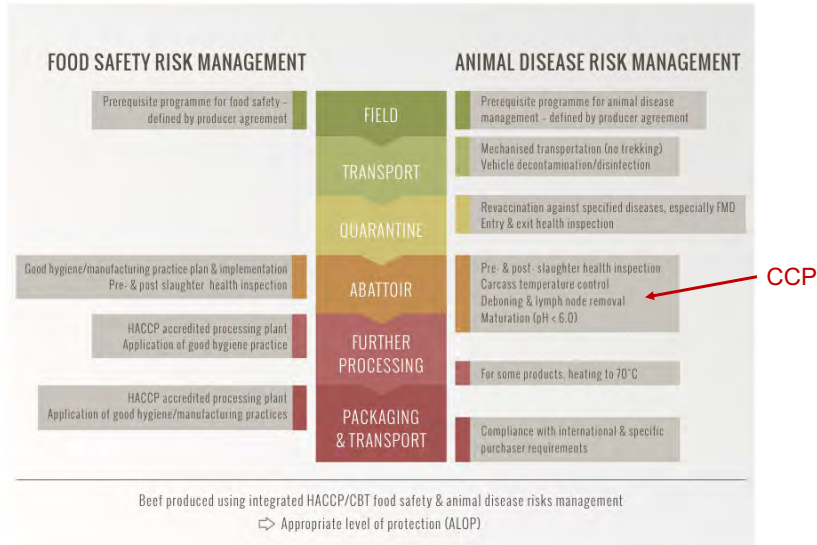 FOOD SAFETY RISK MANAGEMENT
ANIMAL DISEASE RISK MANAGEMENT
Prerequisite programme for food safety –
defined by producer agreement
FIELD
Prerequisite programme for animal disease
management – defined by producer agreement
TRANSPORT
Mechanised transportation (no trekking)
Vehicle decontamination/disinfection
QUARANTINE
Revaccination against specified diseases, especially FMD
Entry & exit health inspection
Good hygiene/manufacturing practice plan & implementation
Pre- & post slaughter health inspection
ABATTOIR
Pre- & post- slaughter health inspection
Carcass temperature control
Deboning & lymph node removal
Maturation (pH < 6.0)
CCP
HACCP accredited processing plant
Application of good hygiene practice
FURTHER
PROCESSING
For some products, heating to 70°C
HACCP accredited processing plant
Application of good hygiene/manufacturing practices
PACKAGING
& TRANSPORT
Compliance with international & specific
purchaser requirements
Beef produced using integrated HACCP/CBT food safety & animal disease risks management
⇨ Appropriate level of protection (ALOP)